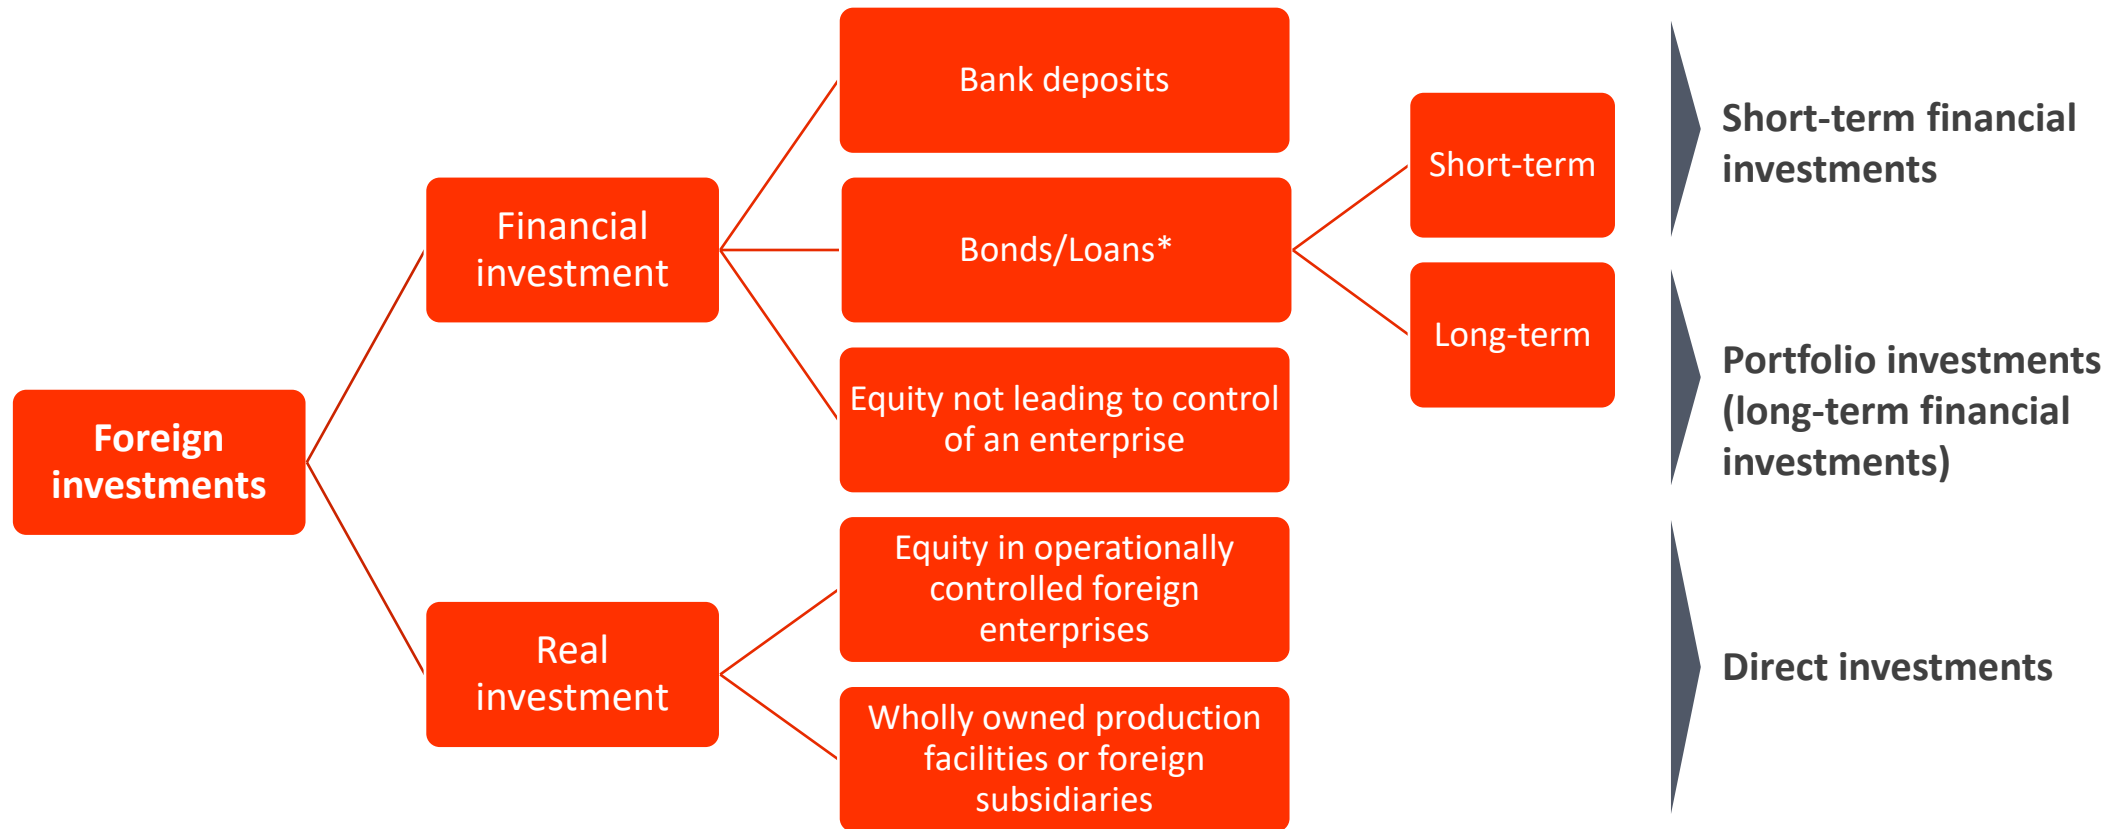 Foreign
investments
Financial
investment
Real
investment
Bank deposits
Bonds/Loans*
Equity not leading to control
of an enterprise
Equity in operationally
controlled foreign
enterprises
Wholly owned production
facilities or foreign
subsidiaries
Short-term
Long-term
Short-term financial
investments
Portfolio investments
(long-term financial
investments)
Direct investments